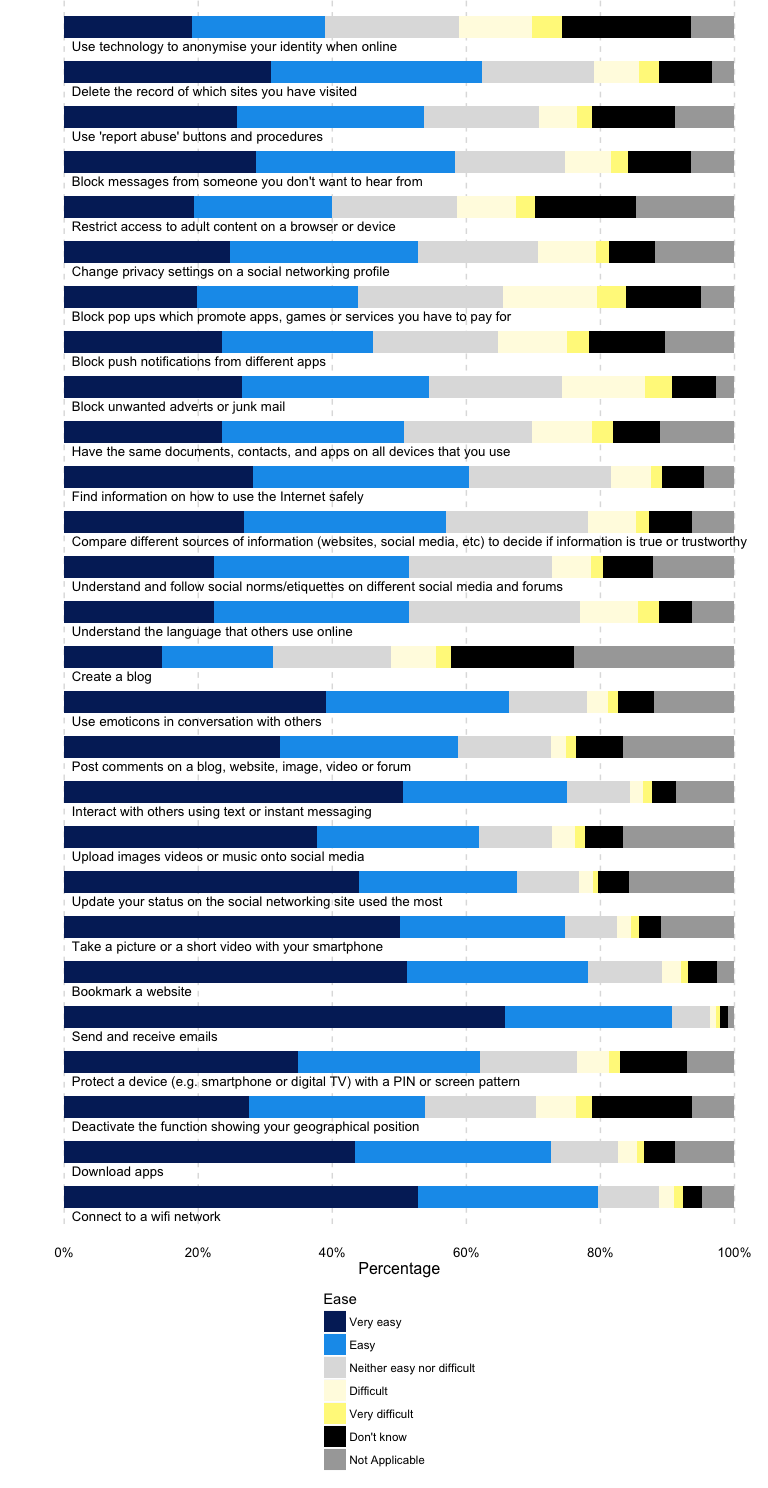 Use technology to anonymise your identity when online
Delete the record of which sites you have visited
Use 'report abuse' buttons and procedures
Block messages from someone you don't want to hear from
Restrict access to adult content on a browser or device
Change privacy settings on a social networking profile
Block pop ups which promote apps, games or services you have to pay for
Block push notifications from different apps
Block unwanted adverts or junk mail
Have the same documents, contacts, and apps on all devices that you use
Find information on how to use the Internet safely
Compare different sources of information (websites, social media, etc) to decide if information is true or trustworthy
Understand and follow social norms/etiquettes on different social media and forums
Understand the language that others use online
Create a blog
Use emoticons in conversation with others
Post comments on a blog, website, image, video or forum
Interact with others using text or instant messaging
Upload images videos or music onto social media
Update your status on the social networking site used the most
Take a picture or a short video with your smartphone
Bookmark a website
Send and receive emails
Protect a device (e.g. smartphone or digital TV) with a PIN or screen pattern
Deactivate the function showing your geographical position
Download apps
Connect to a wifi network
0% 20% 40% 60% 80% 100%
Percentage
Ease
Very easy
Easy
Neither easy nor difficult
Difficult
Very difficult
Don't know
Not Applicable